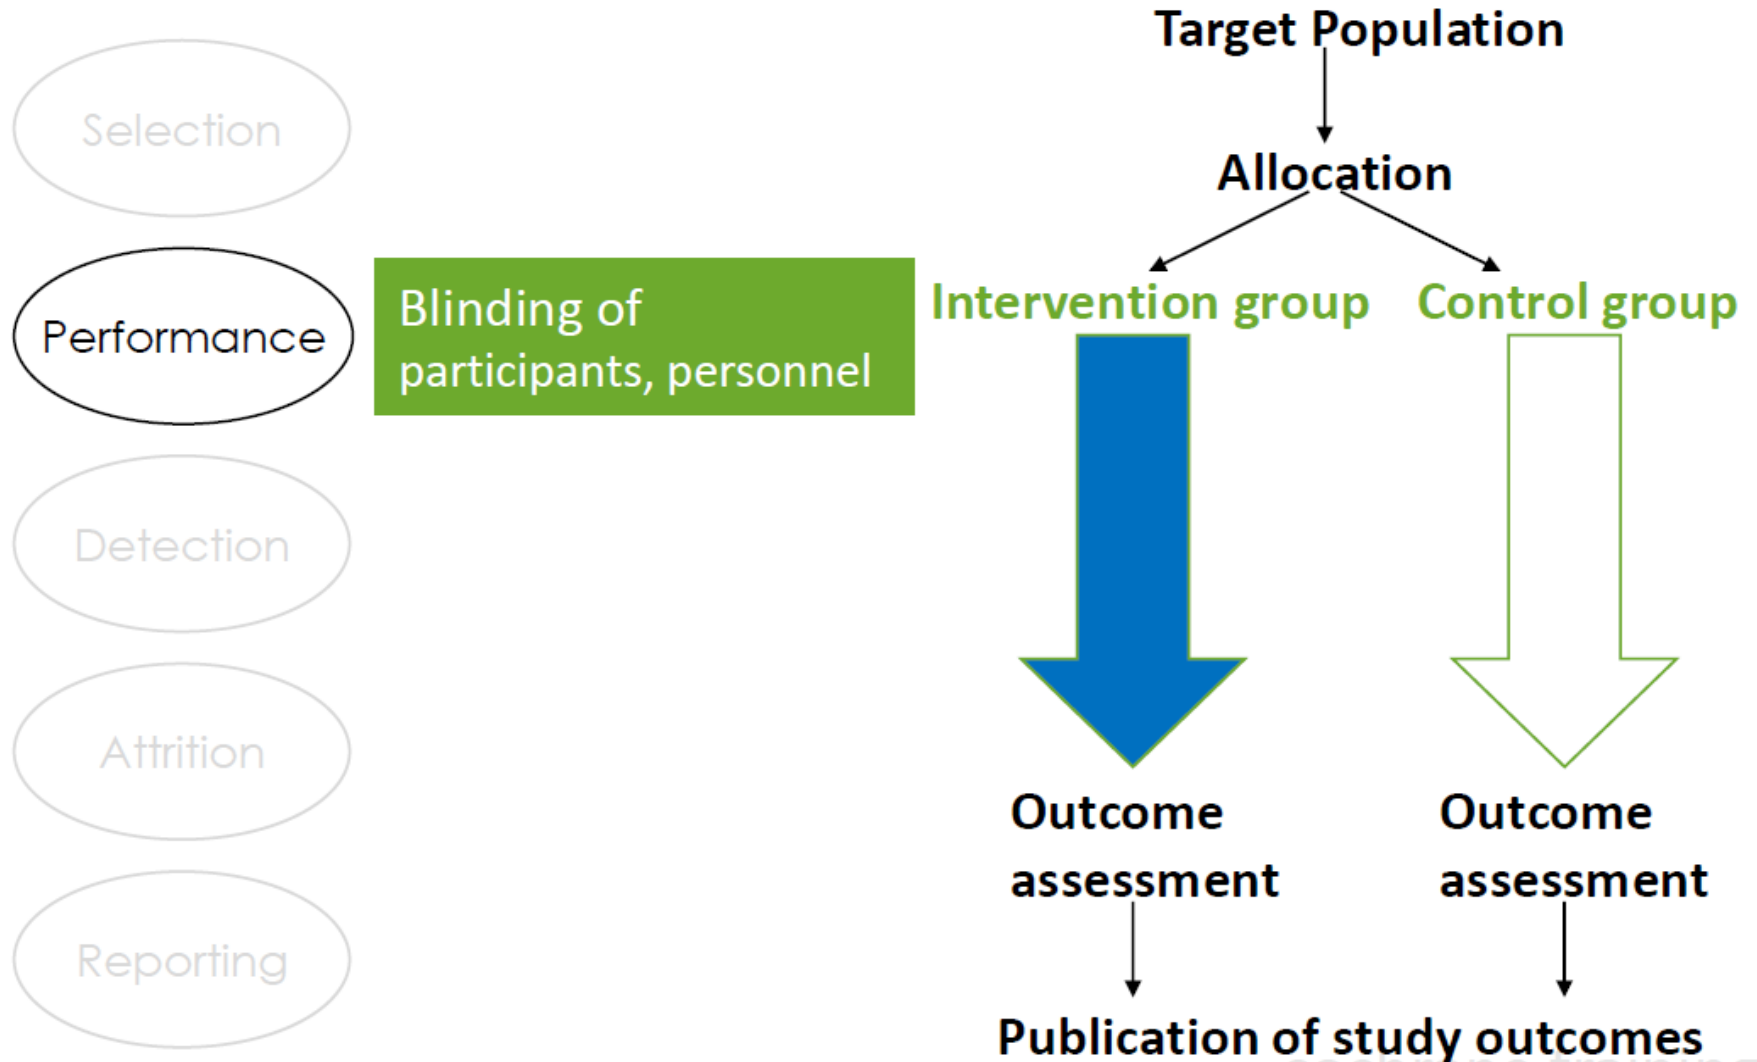 Target Population
Selection
Allocation
Performance
Blinding of
participants, personnel
Intervention group
Control group
Detection
Attrition
Outcome
assessment
Outcome
assessment
Reporting
Publication of study outcomes